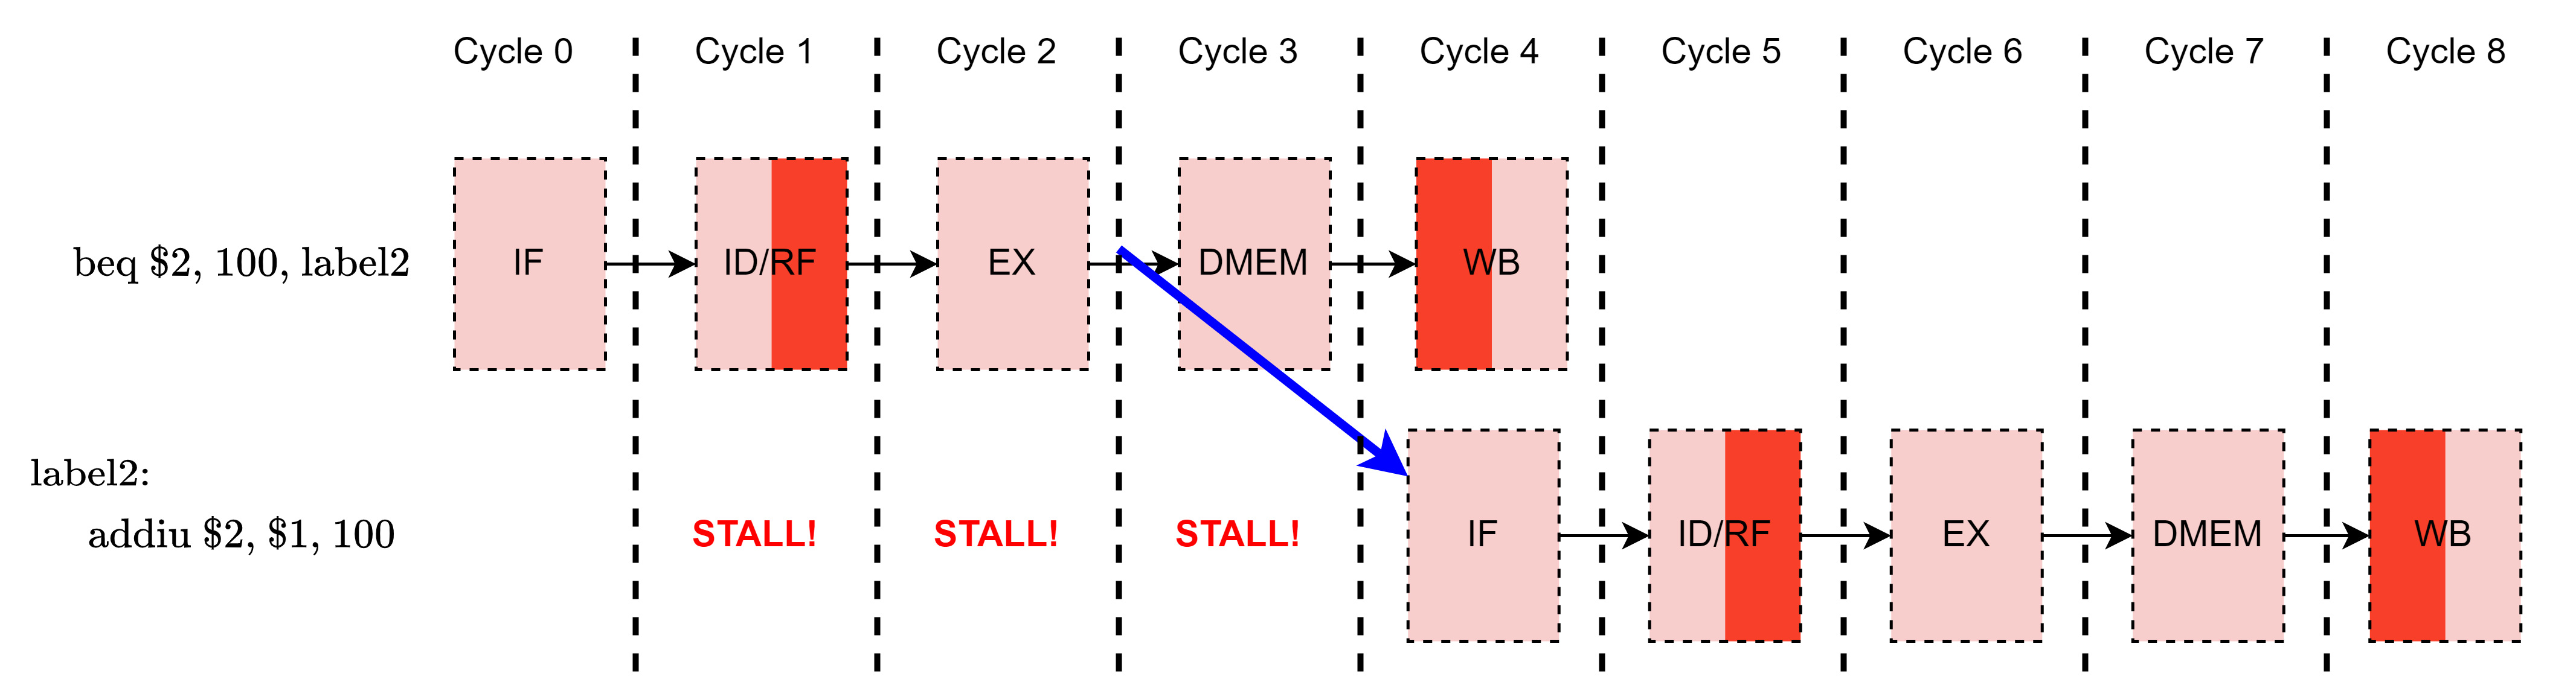 Cycle 0 Cycle 1 Cycle 2 Cycle 3 Cycle 4 Cycle 5 Cycle 6 Cycle 7 Cycle 8
beq $2, 100, label2 IF ID/RF EX DMEM WB
label2:
addiu $2, $1, 100 STALL! STALL! STALL! IF ID/RF EX DMEM WB